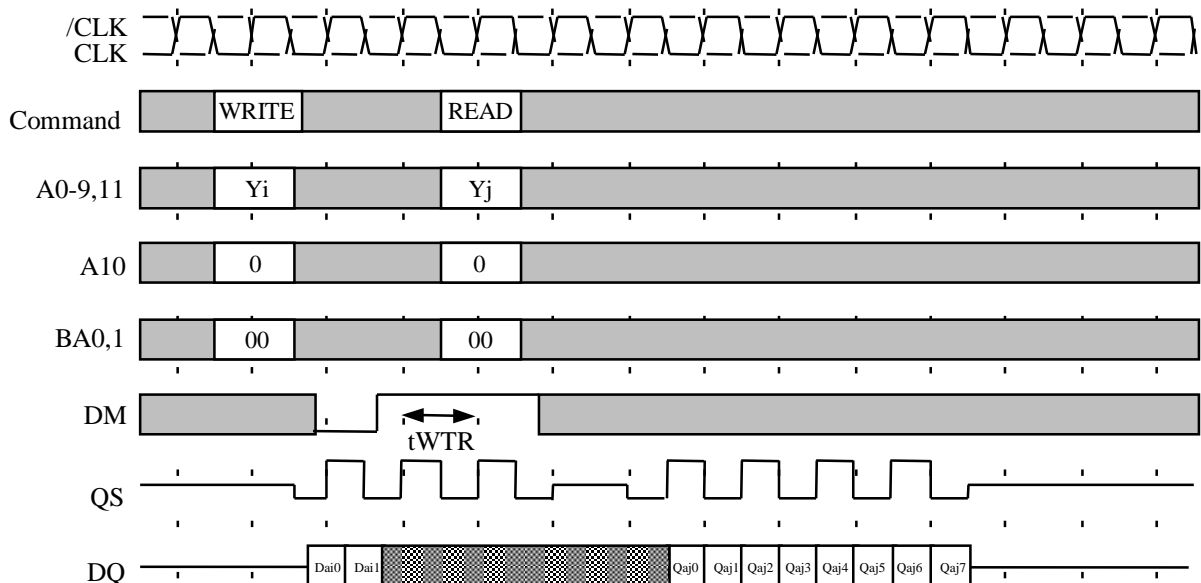 /CLK
CLK
Command WRITE READ
A0-9,11 Yi Yj
A10 0 0
BA0,1 00 00
DM
tWTR
QS
DQ Dai0 Dai1 Qaj0 Qaj1 Qaj2 Qaj3 Qaj4 Qaj5 Qaj6 Qaj7